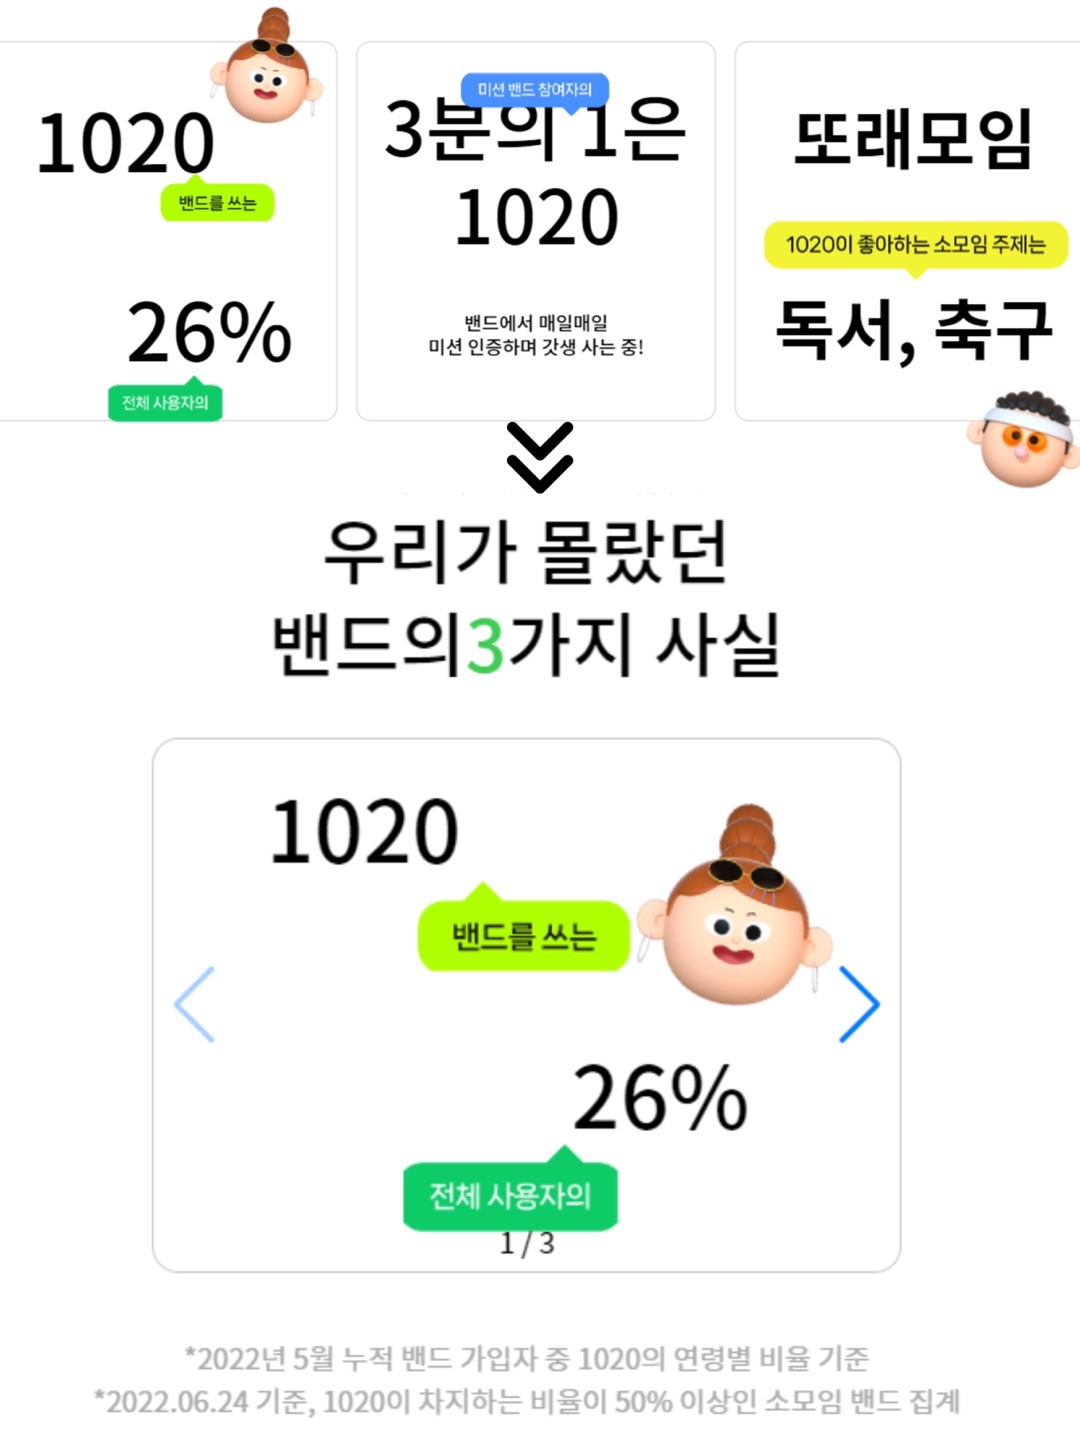 1020
밴드를 쓰는
26%
전체 사용자의
미션 밴드 참여자의
3분의 1은
1020
밴드에서 매일매일
미션 인증하며 갓생 사는 중!
또래모임
1020이 좋아하는 소모임 주제는
독서, 축구
우리가 몰랐던
밴드의3가지 사실
1020
밴드를 쓰는
26%
전체 사용자의
1 / 3
*2022년 5월 누적 밴드 가입자 중 1020의 연령별 비율 기준
*2022.06.24 기준, 1020이 차지하는 비율이 50% 이상인 소모임 밴드 집계